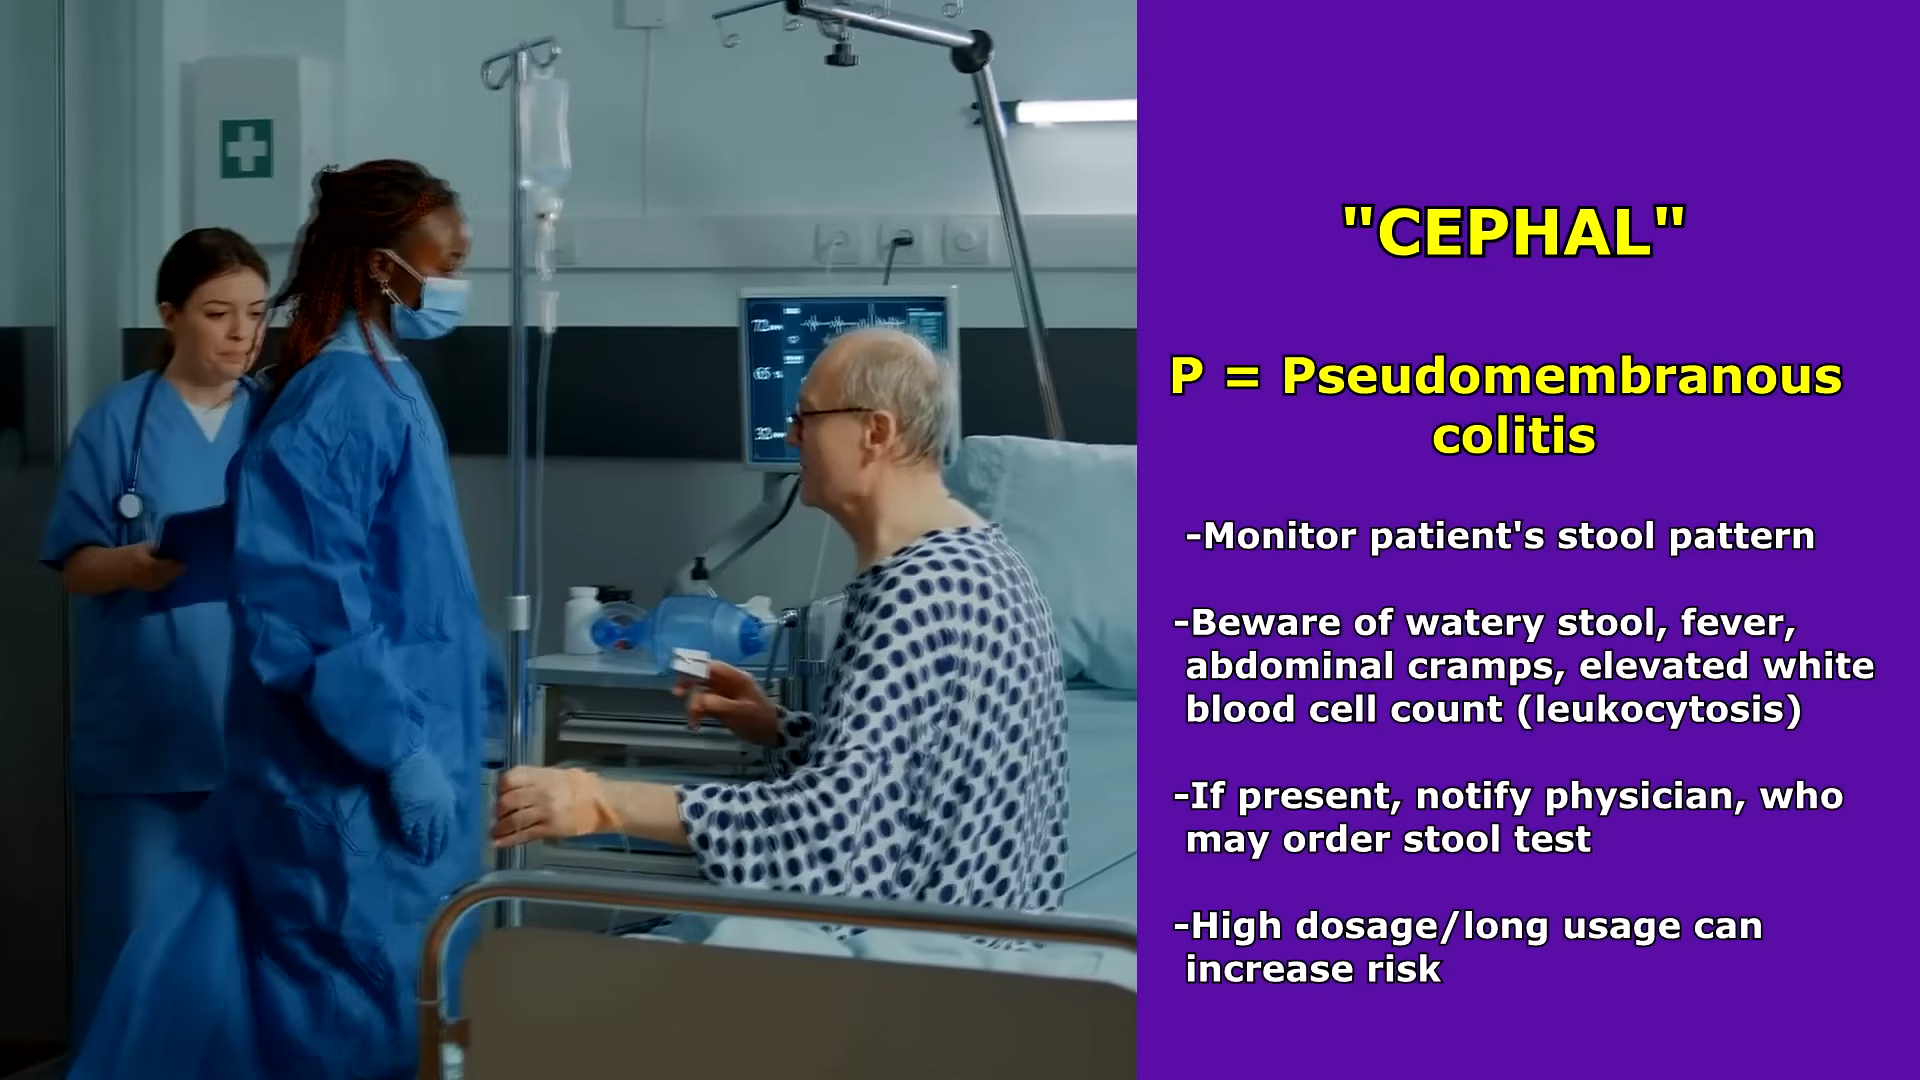 "CEPHAL"
P = Pseudomembranous
colitis
-Monitor patient's stool pattern
-Beware of watery stool, fever,
abdominal cramps, elevated white
blood cell count (leukocytosis)
-If present, notify physician, who
may order stool test
-High dosage/long usage can
increase risk